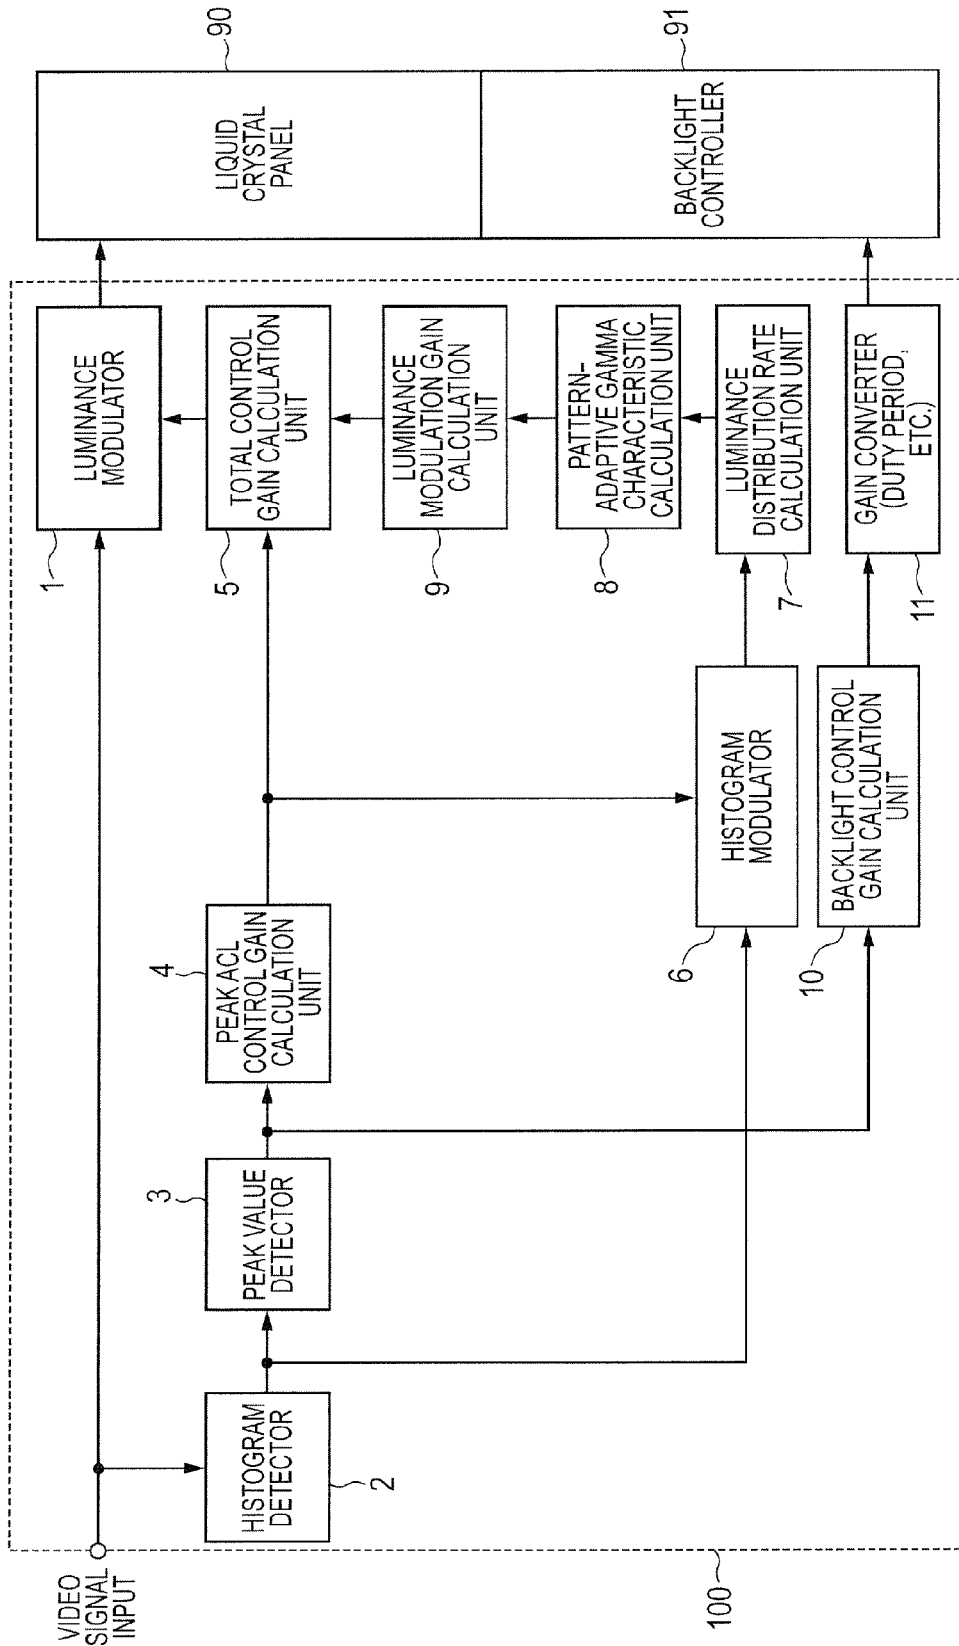 VIDEO
SIGNAL
INPUT
100
HISTOGRAM
DETECTOR
2
PEAK VALUE
DETECTOR
3
PEAK ACL
CONTROL GAIN
CALCULATION
UNIT
4
HISTOGRAM
MODULATOR
6
BACKLIGHT CONTROL
GAIN CALCULATION
UNIT
10
LUMINANCE
MODULATOR
1
TOTAL CONTROL
GAIN CALCULATION
UNIT
5
LUMINANCE
MODULATION GAIN
CALCULATION
UNIT
9
PATTERN-
ADAPTIVE GAMMA
CHARACTERISTIC
CALCULATION UNIT
8
LUMINANCE
DISTRIBUTION RATE
CALCULATION UNIT
7
GAIN CONVERTER
(DUTY PERIOD,
ETC.)
11
LIQUID
CRYSTAL
PANEL
90
BACKLIGHT
CONTROLLER
91